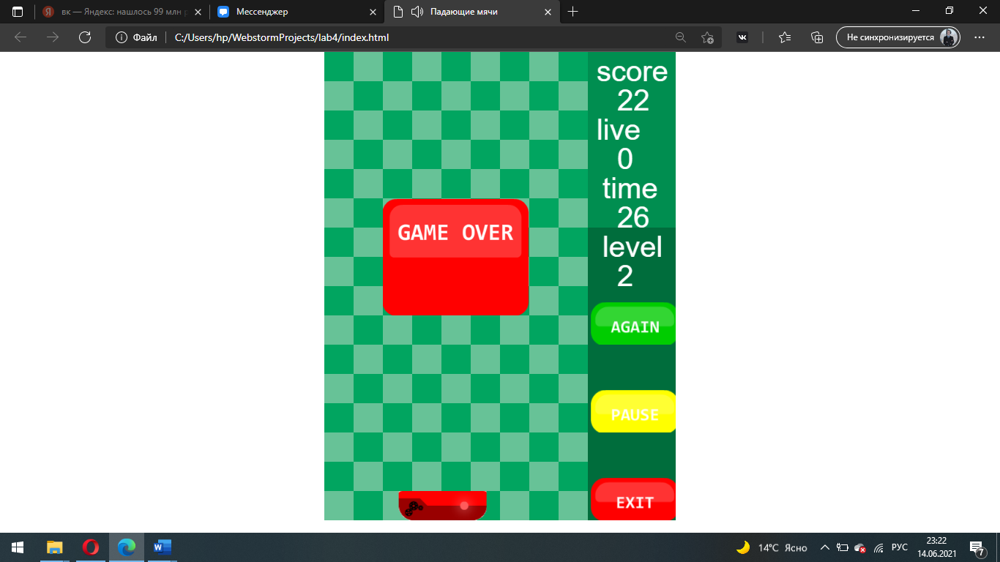 вк — Яндекс: нашлось 99 млн
Мессенджер
Падающие мячи
Файл
C:/Users/hp/WebstormProjects/lab4/index.html
Не синхронизируется
score
22
live
0
time
26
level
2
GAME OVER
AGAIN
PAUSE
EXIT
14°C Ясно
РУС
23:22
14.06.2021
7